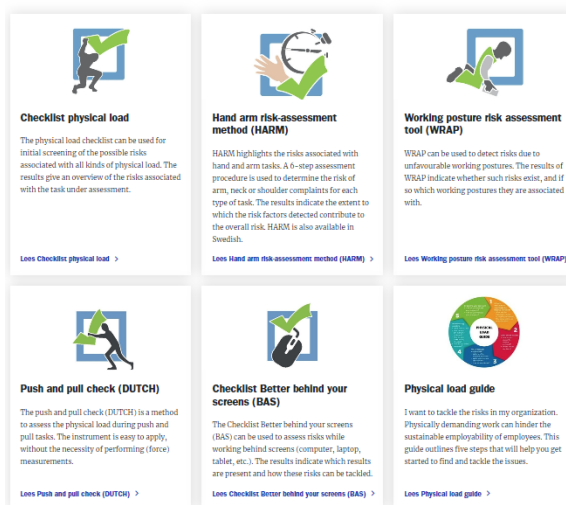 Checklist physical load
The physical load checklist can be used for
initial screening of the possible risks
associated with all kinds of physical load. The
results give an overview of the risks associated
with the task under assessment.
Lees Checklist physical load >
Hand arm risk-assessment
method (HARM)
HARM highlights the risks associated with
hand and arm tasks. A 6-step assessment
procedure is used to determine the risk of
arm, neck or shoulder complaints for each
type of task. The results indicate the extent to
which the risk factors detected contribute to
the overall risk. HARM is also available in
Swedish.
Lees Hand arm risk-assessment method (HARM) >
Working posture risk assessment
tool (WRAP)
WRAP can be used to detect risks due to
unfavourable working postures. The results of
WRAP indicate whether such risks exist, and if
so which working postures they are associated
with.
Lees Working posture risk assessment tool (WRAP)
Push and pull check (DUTCH)
The push and pull check (DUTCH) is a method
to assess the physical load during push and
pull tasks. The instrument is easy to apply,
without the necessity of performing (force)
measurements.
Lees Push and pull check (DUTCH) >
Checklist Better behind your
screens (BAS)
The Checklist Better behind your screens
(BAS) can be used to assess risks while
working behind screens (computer, laptop,
tablet, etc.). The results indicate which results
are present and how these risks can be tackled.
Lees Checklist Better behind your screens (BAS) >
PHYSICAL
LOAD
GUIDE
1
2
3
4
5
Physical load guide
I want to tackle the risks in my organization.
Physically demanding work can hinder the
sustainable employability of employees. This
guide outlines five steps that will help you get
started to find and tackle the issues.
Lees Physical load guide >